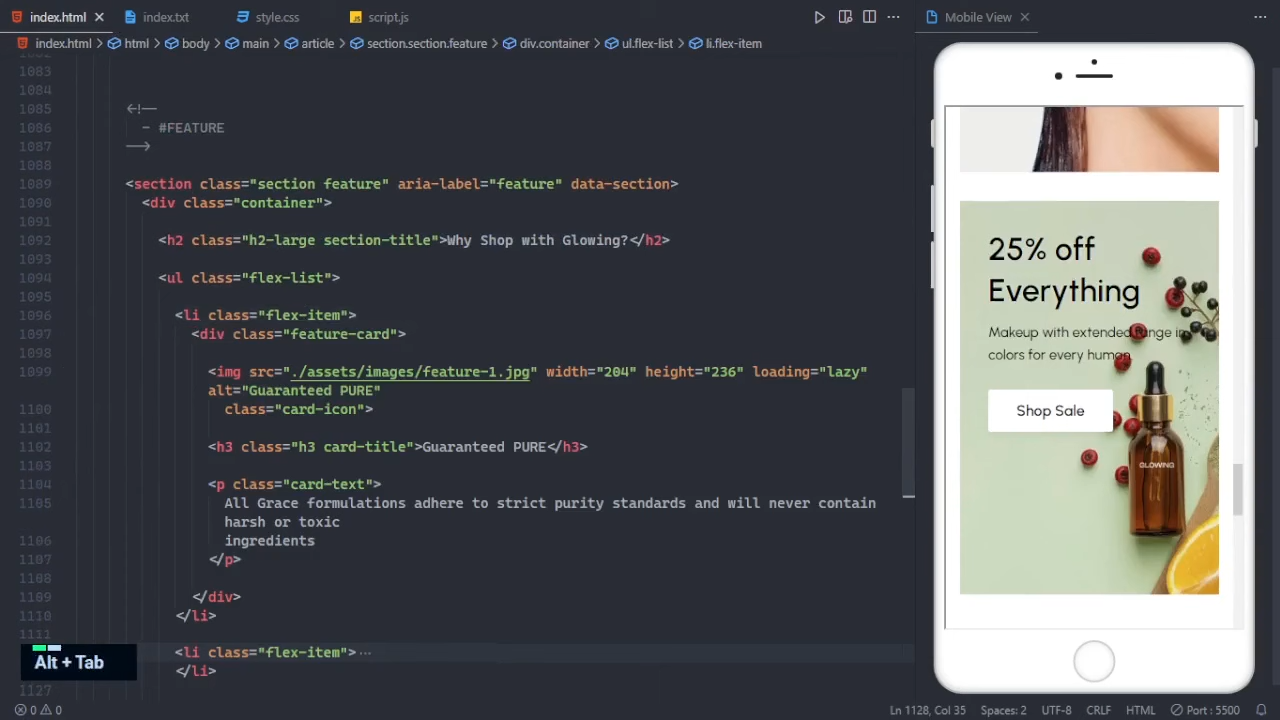 index.html
index.txt
style.css
script.js
Mobile View
index.html > html > body > main > article > section.section.feature > div.container > ul.flex-list > li.flex-item
1083
1084
1085 <!--
1086 - #FEATURE
1087 -->
1088
1089 <section class="section feature" aria-label="feature" data-section>
1090 <div class="container">
1091
1092 <h2 class="h2-large section-title">Why Shop with Glowing?</h2>
1093
1094 <ul class="flex-list">
1095
1096 <li class="flex-item">
1097 <div class="feature-card">
1098
1099 <img src="./assets/images/feature-1.jpg" width="204" height="236" loading="lazy"
alt="Guaranteed PURE"
1100 class="card-icon">
1101
1102 <h3 class="h3 card-title">Guaranteed PURE</h3>
1103
1104 <p class="card-text">
1105 All Grace formulations adhere to strict purity standards and will never contain
harsh or toxic
1106 ingredients
1107 </p>
1108
1109 </div>
1110 </li>
1111
<li class="flex-item">···
</li>
1127
Alt + Tab
25% off
Everything
Makeup with extended range in
colors for every human.
Shop Sale
GLOWING
0 0
Ln 1128, Col 35
Spaces: 2
UTF-8
CRLF
HTML
Port : 5500